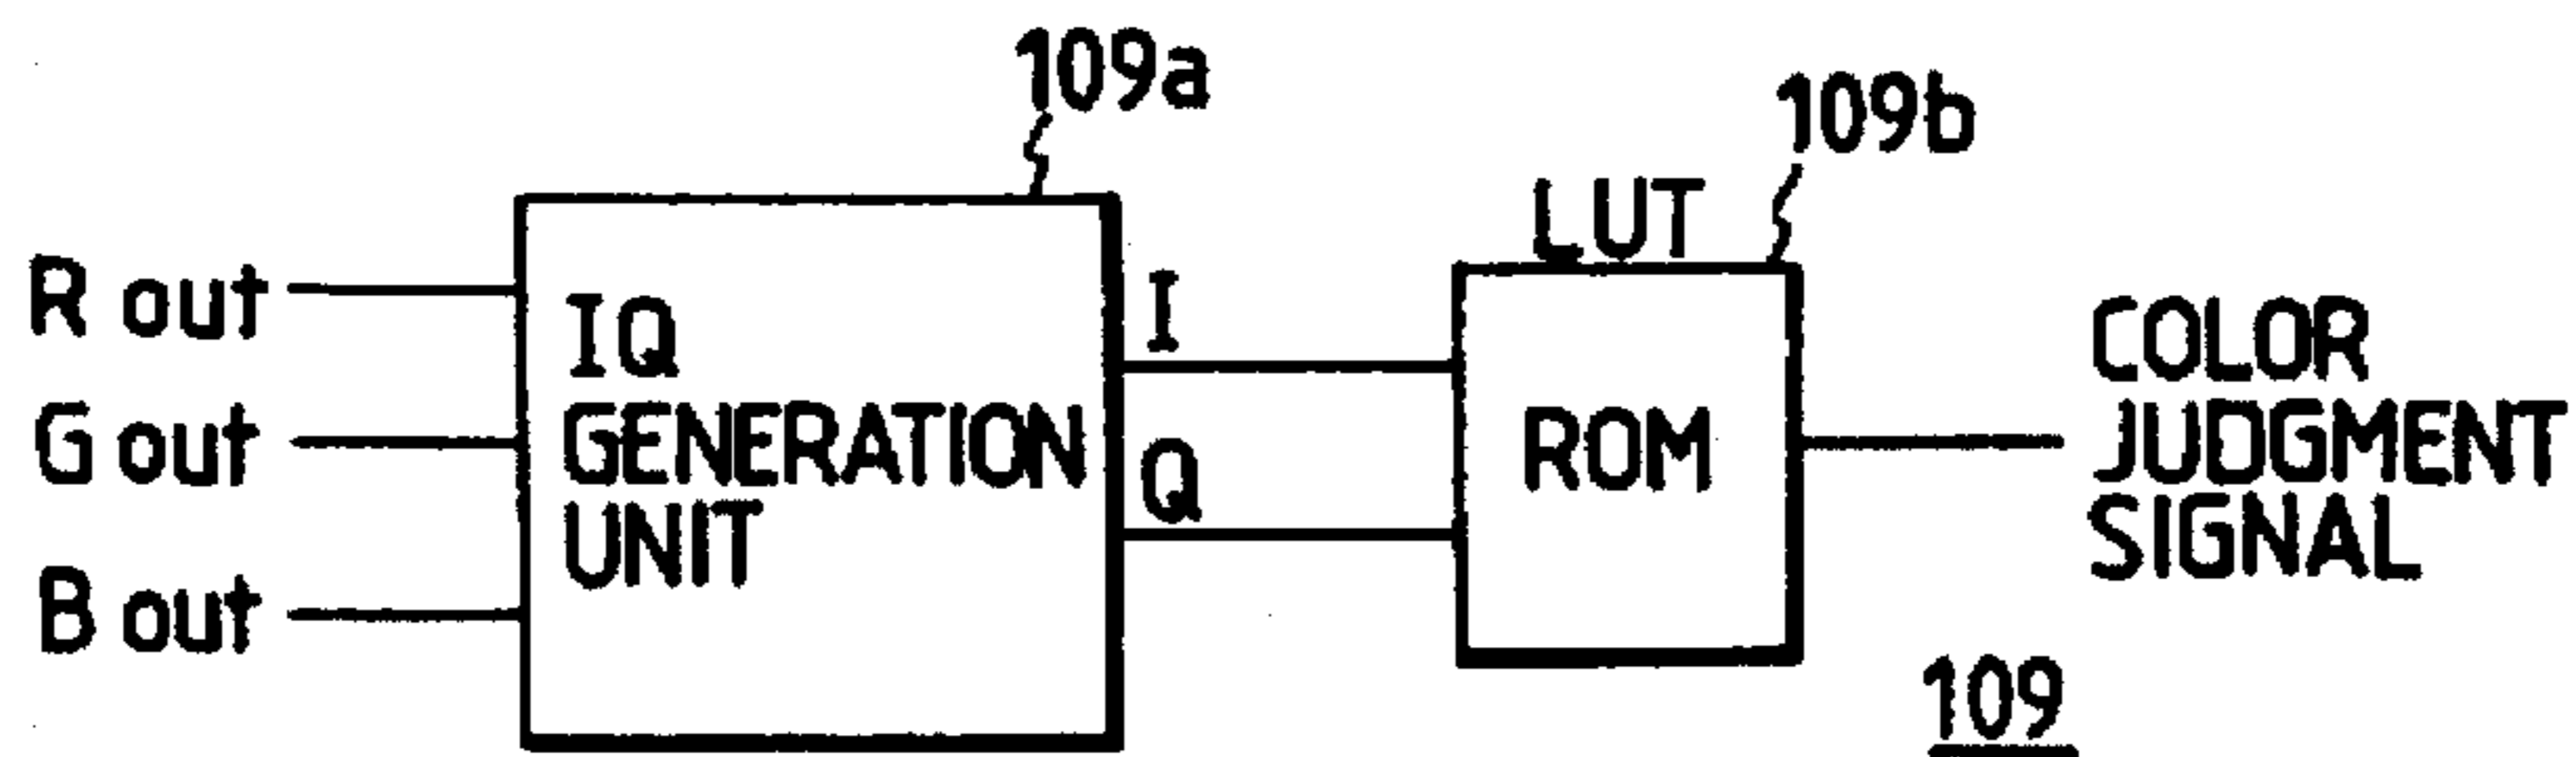 109a
109b
LUT
R out
G out
B out
IQ
GENERATION
UNIT
I
Q
ROM
COLOR
JUDGMENT
SIGNAL
109